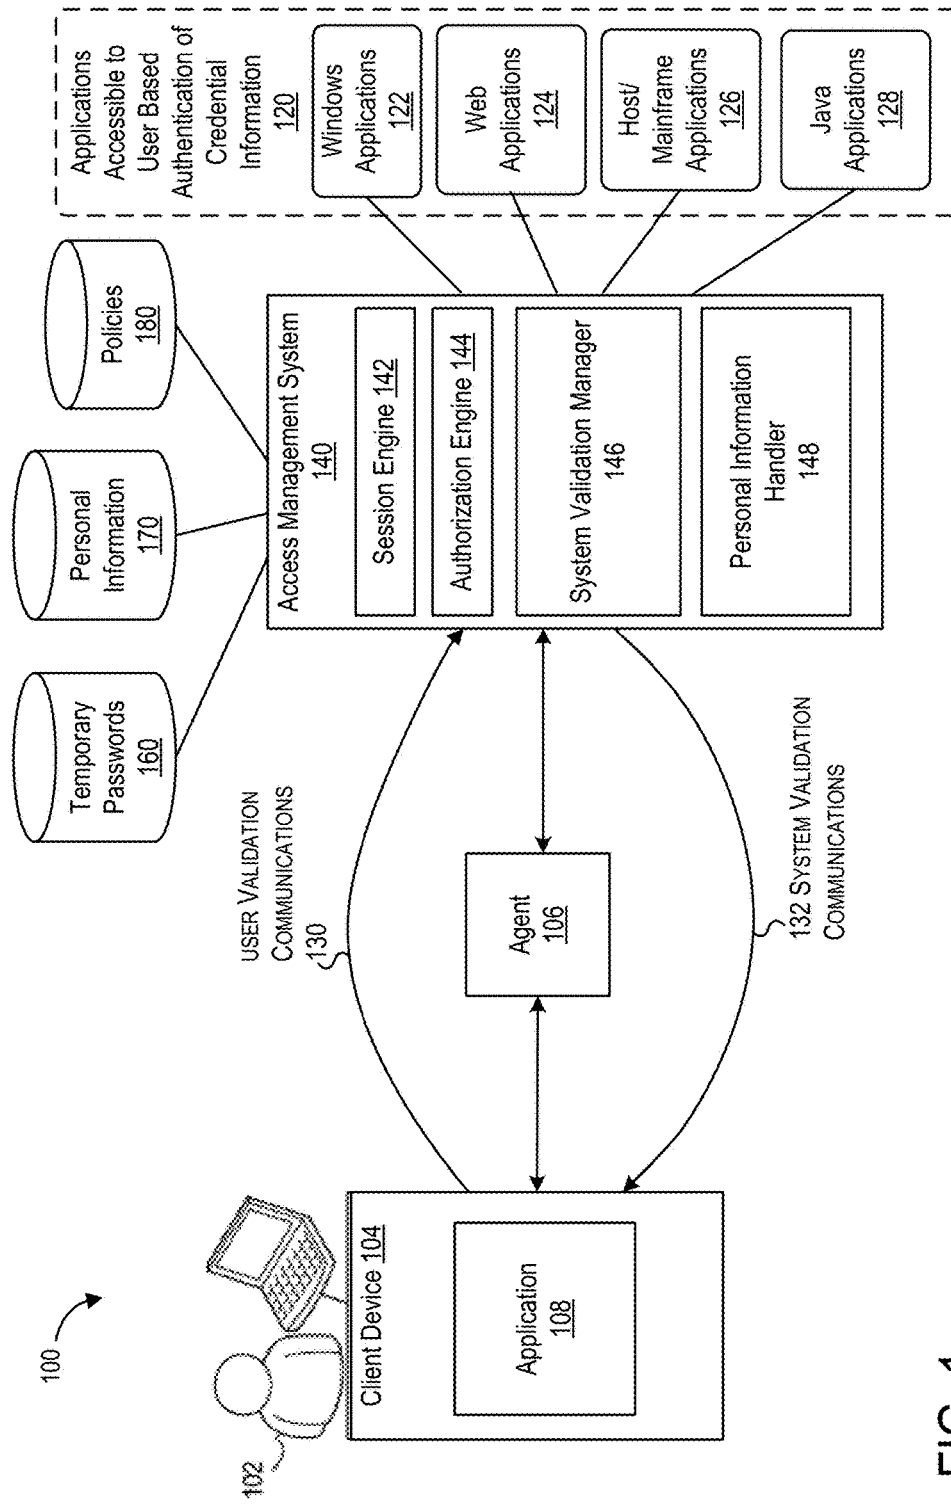 100
102
Client Device 104
Application
108
USER VALIDATION
COMMUNICATIONS
130
Agent
106
132 SYSTEM VALIDATION
COMMUNICATIONS
Temporary
Passwords
160
Personal
Information
170
Policies
180
Access Management System
140
Session Engine 142
Authorization Engine 144
System Validation Manager
146
Personal Information
Handler
148
Applications
Accessible to
User Based
Authentication of
Credential
Information
120
Windows
Applications
122
Web
Applications
124
Host/
Mainframe
Applications
126
Java
Applications
128
FIG. 1